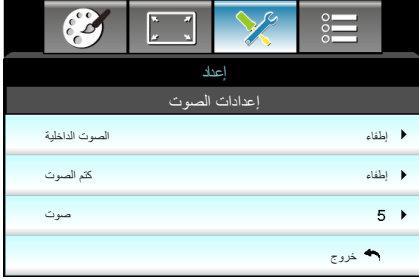 إعداد
إعدادات الصوت
الصوت الداخلية إطفاء
كتم الصوت إطفاء
صوت 5
خروج